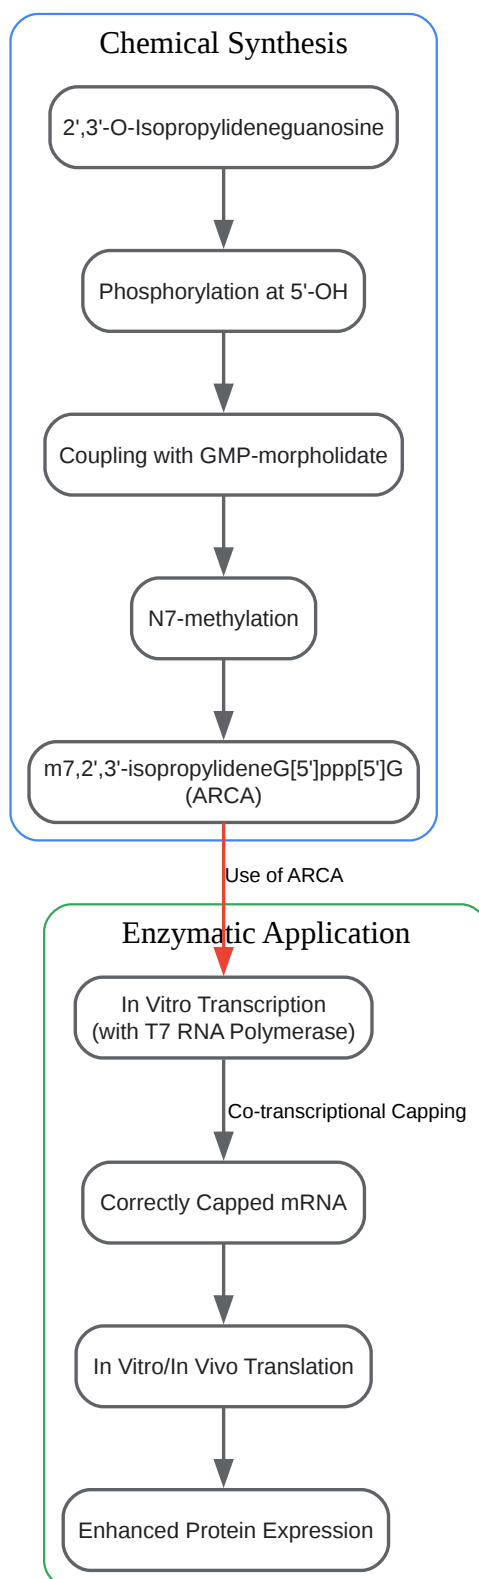 Chemical Synthesis
2',3'-O-Isopropylideneguanosine
Phosphorylation at 5'-OH
Coupling with GMP-morpholidate
N7-methylation
m7,2',3'-isopropylideneG[5']ppp[5']G
(ARCA)
Use of ARCA
Enzymatic Application
In Vitro Transcription
(with T7 RNA Polymerase)
Co-transcriptional Capping
Correctly Capped mRNA
In Vitro/In Vivo Translation
Enhanced Protein Expression